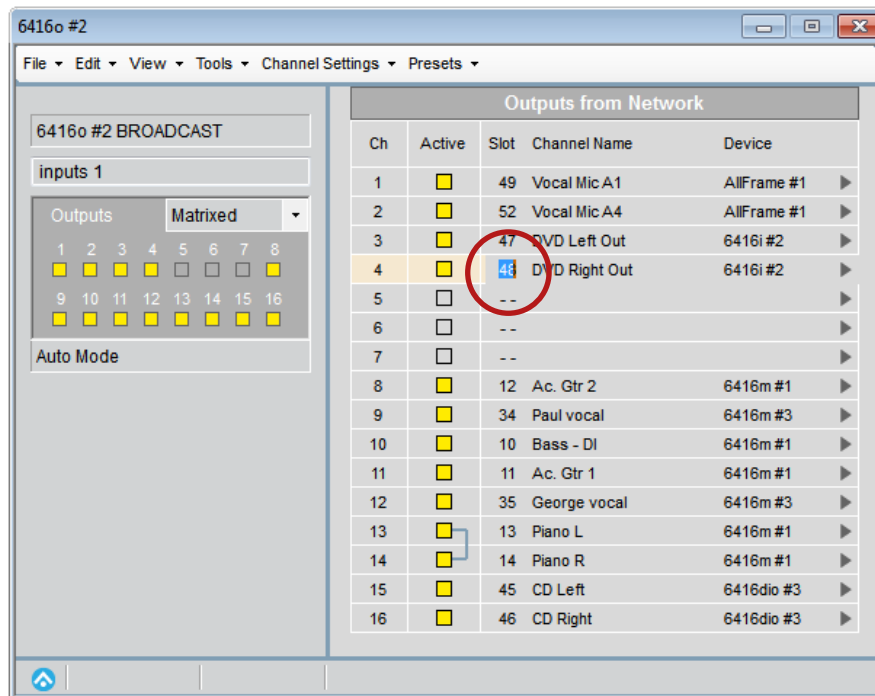 6416o #2
File Edit View Tools Channel Settings Presets
6416o #2 BROADCAST
inputs 1
Outputs Matrixed
1 2 3 4 5 6 7 8
9 10 11 12 13 14 15 16
Auto Mode
Outputs from Network
Ch Active Slot Channel Name Device
1 49 Vocal Mic A1 AllFrame #1
2 52 Vocal Mic A4 AllFrame #1
3 47 DVD Left Out 6416i #2
4 48 DVD Right Out 6416i #2
5 - -
6 - -
7 - -
8 12 Ac. Gtr 2 6416m #1
9 34 Paul vocal 6416m #3
10 10 Bass - DI 6416m #1
11 11 Ac. Gtr 1 6416m #1
12 35 George vocal 6416m #3
13 13 Piano L 6416m #1
14 14 Piano R 6416m #1
15 45 CD Left 6416dio #3
16 46 CD Right 6416dio #3